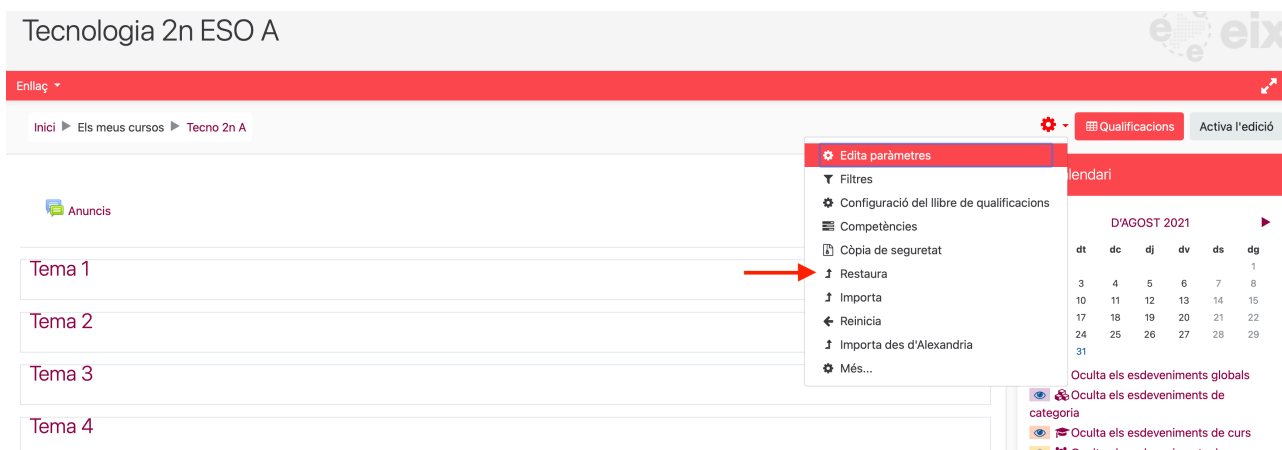 Tecnologia 2n ESO A
eix
Enllaç
Inici ▶ Els meus cursos ▶ Tecno 2n A
Qualificacions
Activa l'edició
Edita paràmetres
Filtres
Configuració del llibre de qualificacions
Competències
Còpia de seguretat
Restaura
Importa
Reinicia
Importa des d'Alexandria
Més...
Anuncis
Tema 1
Tema 2
Tema 3
Tema 4
lendari
D'AGOST 2021
dt dc dj dv ds dg
1
3 4 5 6 7 8
10 11 12 13 14 15
17 18 19 20 21 22
24 25 26 27 28 29
31
Oculta els esdeveniments globals
Oculta els esdeveniments de
categoria
Oculta els esdeveniments de curs